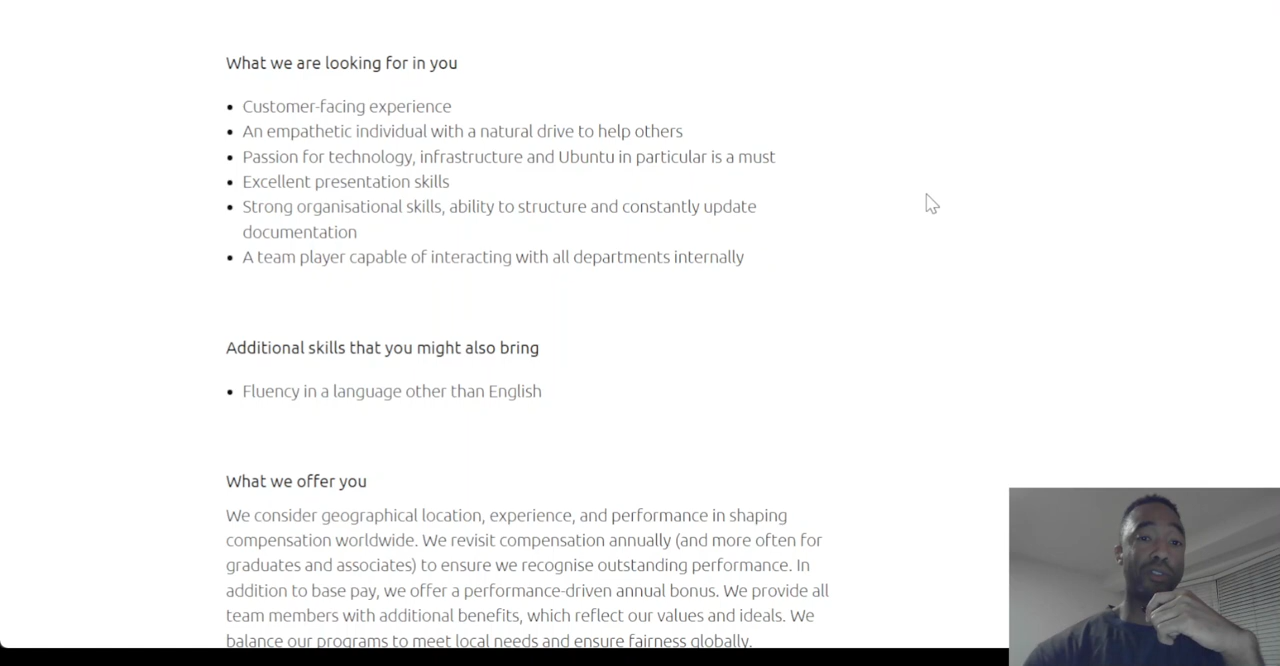 What we are looking for in you
Customer-facing experience
An empathetic individual with a natural drive to help others
Passion for technology, infrastructure and Ubuntu in particular is a must
Excellent presentation skills
Strong organisational skills, ability to structure and constantly update
documentation
A team player capable of interacting with all departments internally
Additional skills that you might also bring
Fluency in a language other than English
What we offer you
We consider geographical location, experience, and performance in shaping
compensation worldwide. We revisit compensation annually (and more often for
graduates and associates) to ensure we recognise outstanding performance. In
addition to base pay, we offer a performance-driven annual bonus. We provide all
team members with additional benefits, which reflect our values and ideals. We
balance our programs to meet local needs and ensure fairness globally.